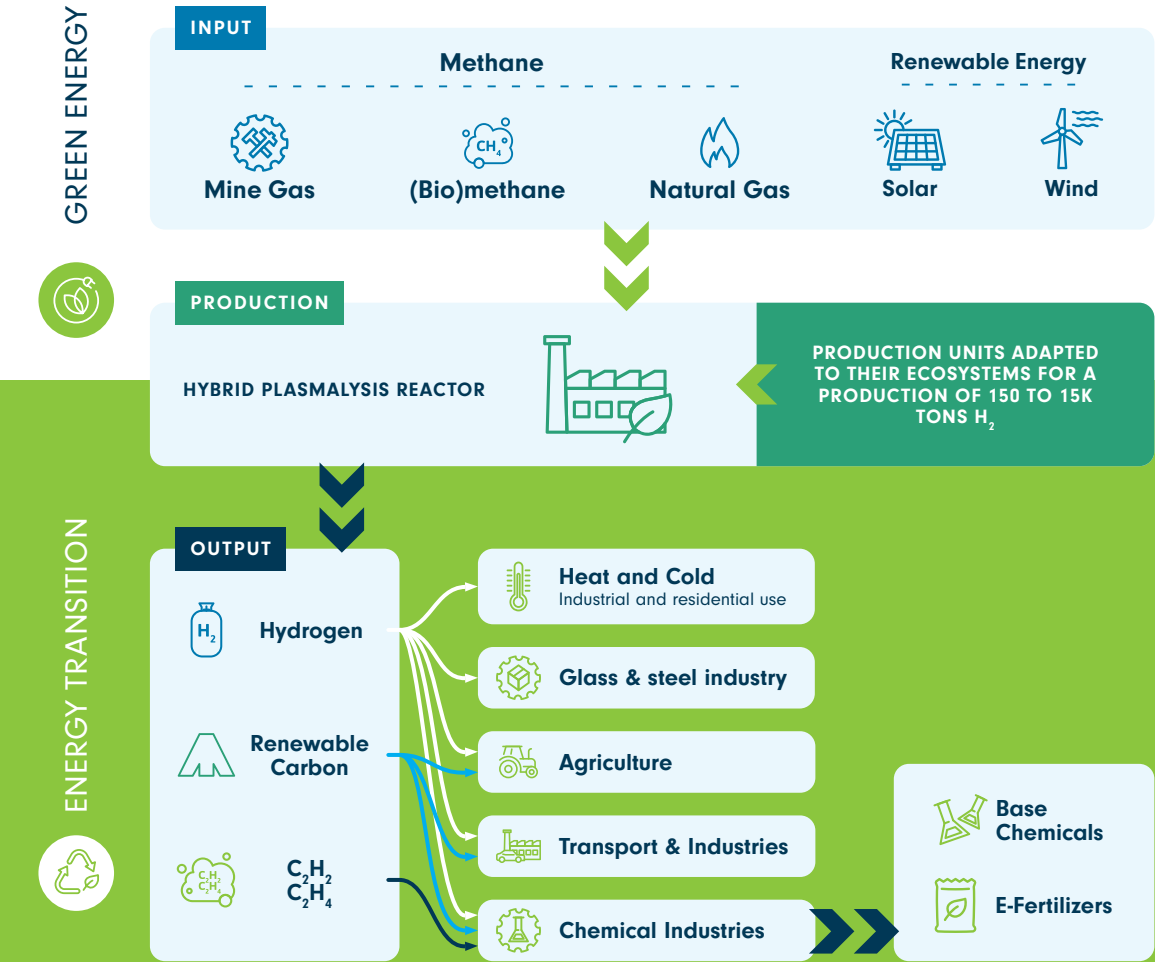 GREEN ENERGY
INPUT
Methane
Renewable Energy
CH₄
Mine Gas
(Bio)methane
Natural Gas
Solar
Wind
PRODUCTION
HYBRID PLASMALYSIS REACTOR
PRODUCTION UNITS ADAPTED
TO THEIR ECOSYSTEMS FOR A
PRODUCTION OF 150 TO 15K
TONS H₂
ENERGY TRANSITION
OUTPUT
H₂
Hydrogen
Renewable
Carbon
C₂H₂
C₂H₄
C₂H₂
C₂H₄
Heat and Cold
Industrial and residential use
Glass & steel industry
Agriculture
Transport & Industries
Chemical Industries
Base
Chemicals
E-Fertilizers